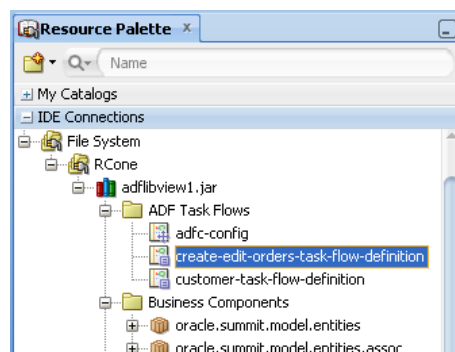 Resource Palette
Name
My Catalogs
IDE Connections
File System
RCone
adflibview1.jar
ADF Task Flows
adfc-config
create-edit-orders-task-flow-definition
customer-task-flow-definition
Business Components
oracle.summit.model.entities
oracle.summit.model.entities.assoc